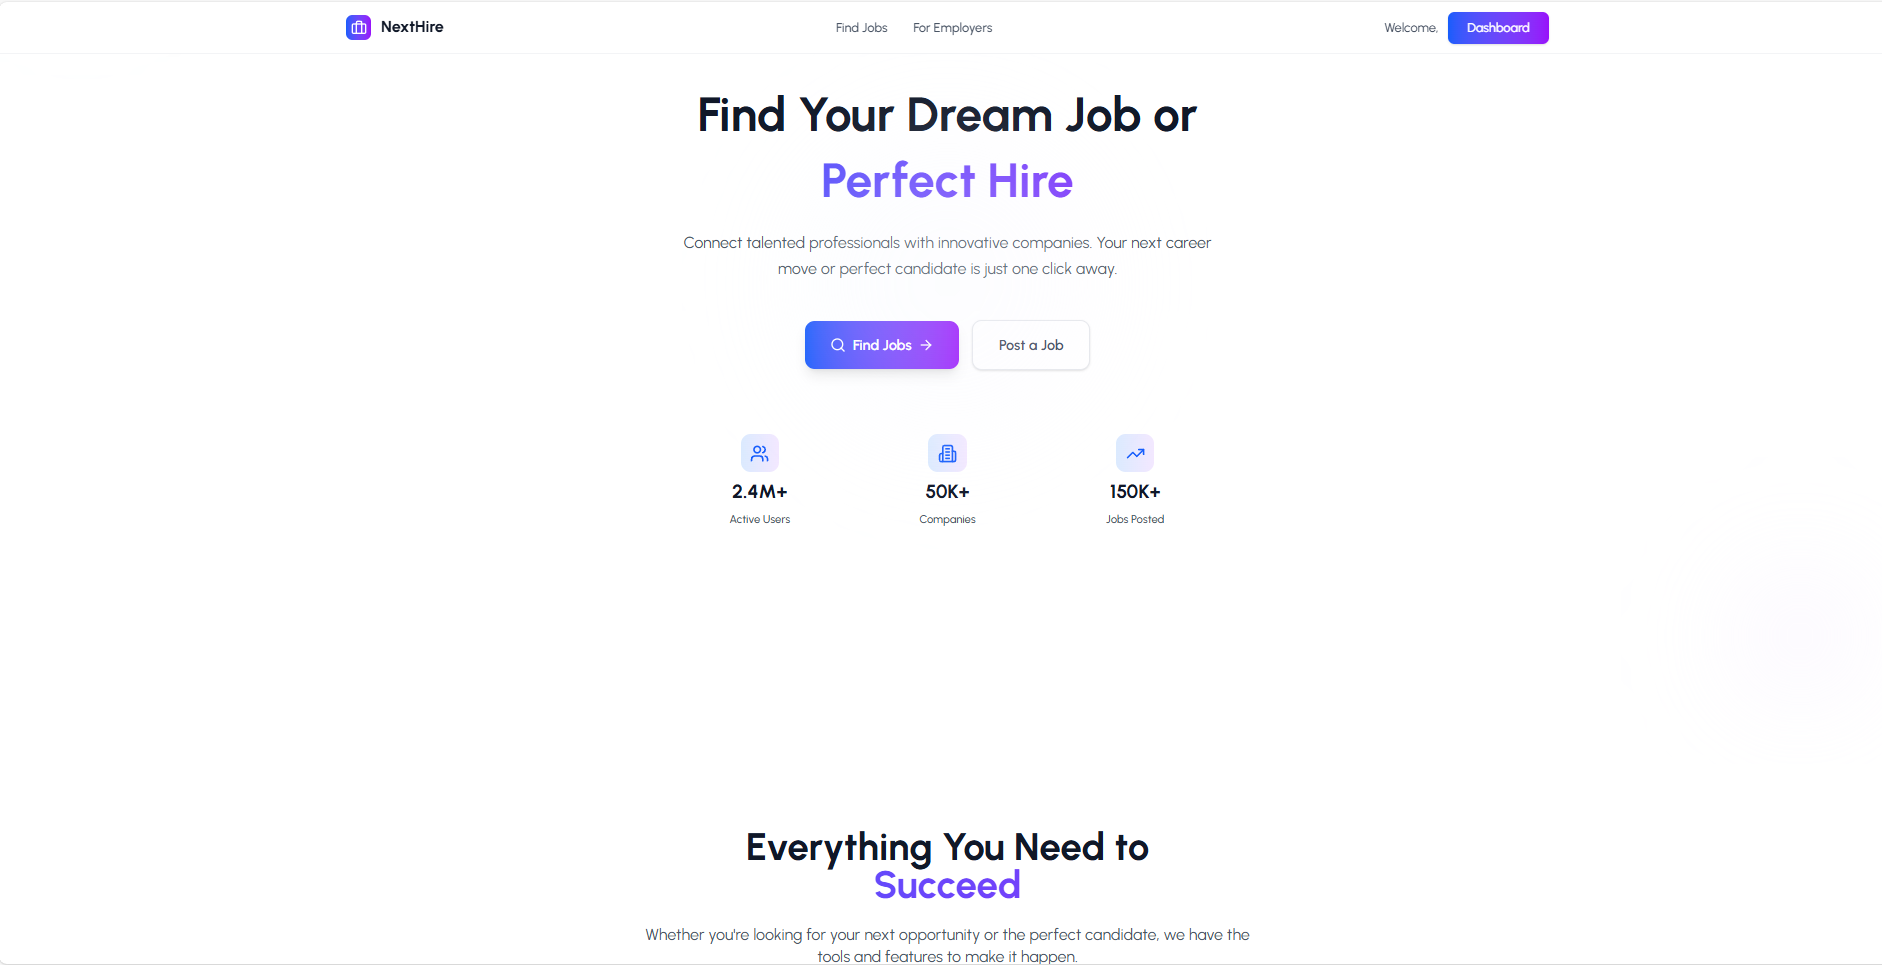 NextHire
Find Jobs
For Employers
Welcome,
Dashboard
Find Your Dream Job or
Perfect Hire
Connect talented professionals with innovative companies. Your next career
move or perfect candidate is just one click away.
Find Jobs
Post a Job
2.4M+
Active Users
50K+
Companies
150K+
Jobs Posted
Everything You Need to
Succeed
Whether you're looking for your next opportunity or the perfect candidate, we have the
tools and features to make it happen.